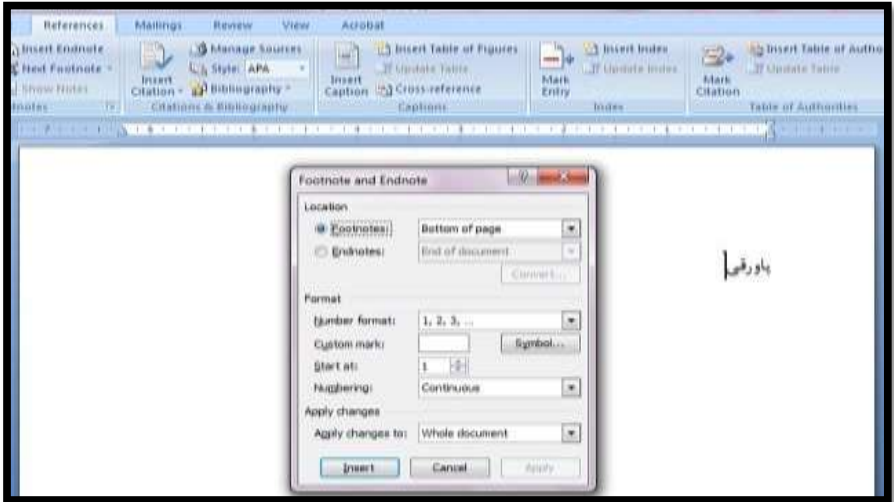 References Mailings Review View Acrobat
Insert Endnote Manage Sources Insert Table of Figures Insert Index Insert Table of Autho
Next Footnote Style: APA Update Table Update Index Update Table
Show Notes Insert Citation Bibliography Insert Caption Cross-reference Mark Entry Mark Citation
Citations & Bibliography Captions Index Table of Authorities
Footnote and Endnote
Location
Footnotes: Bottom of page
Endnotes: End of document
Convert...
پاورقی
Format
Number format: 1, 2, 3, ...
Custom mark: Symbol...
Start at: 1
Numbering: Continuous
Apply changes
Apply changes to: Whole document
Insert Cancel Apply